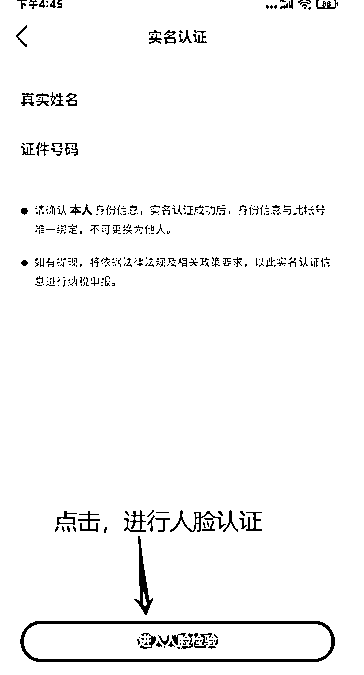 下午4:45
实名认证
真实姓名
证件号码
请确认本人身份信息，实名认证成功后，身份信息与此帐号
唯一绑定，不可更换为他人。
如有提现，将依据法律法规及相关政策要求，以此实名认证信
息进行纳税申报。
点击，进行人脸认证
进入人脸检验